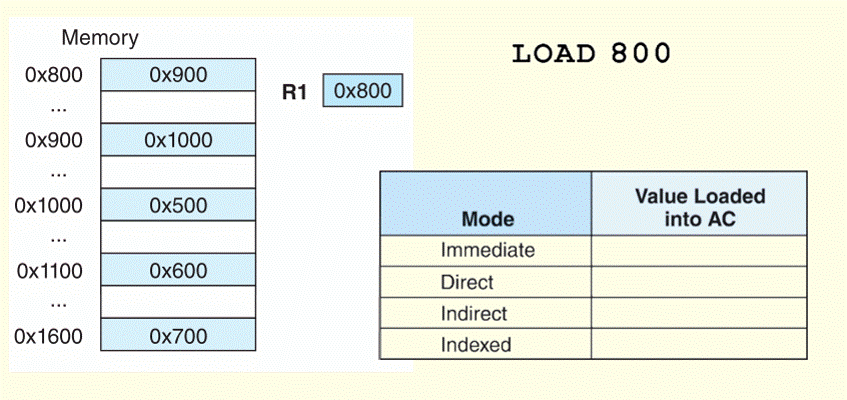 Memory
LOAD 800
0x800 0x900
R1 0x800
...
0x900 0x1000
...
0x1000 0x500
...
0x1100 0x600
...
0x1600 0x700
Mode Value Loaded into AC
Immediate
Direct
Indirect
Indexed